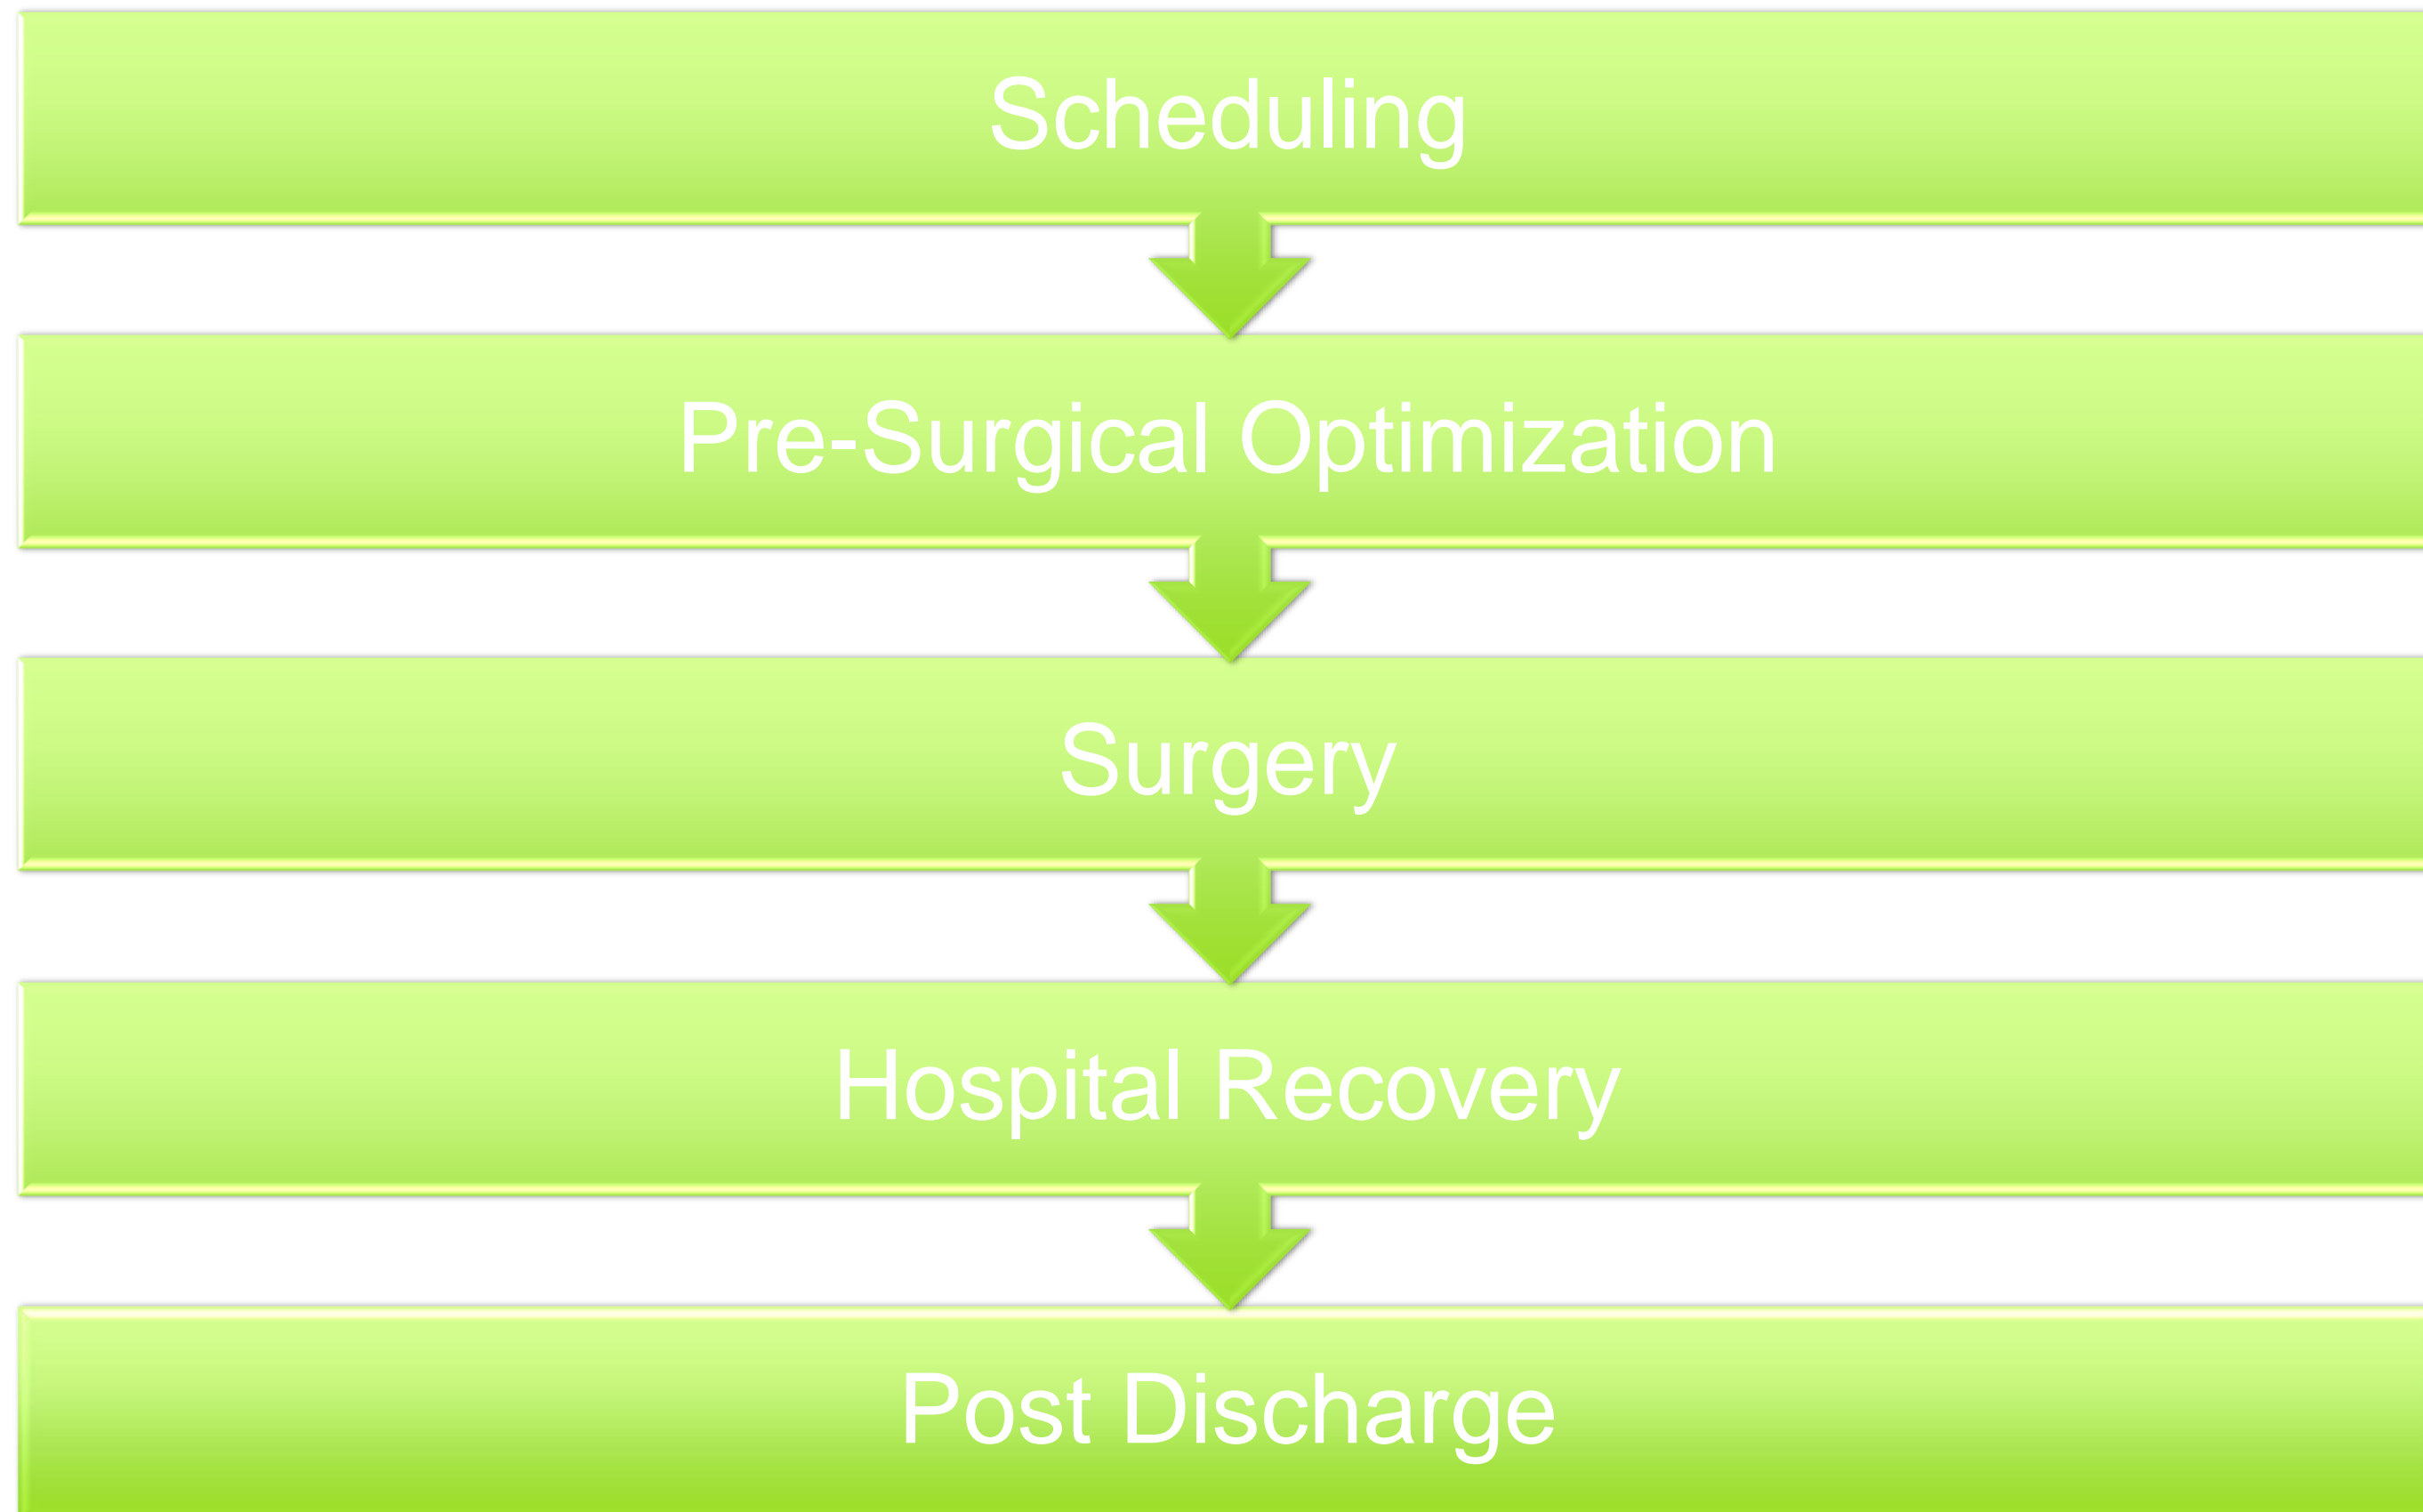 Scheduling
Pre-Surgical Optimization
Surgery
Hospital Recovery
Post Discharge